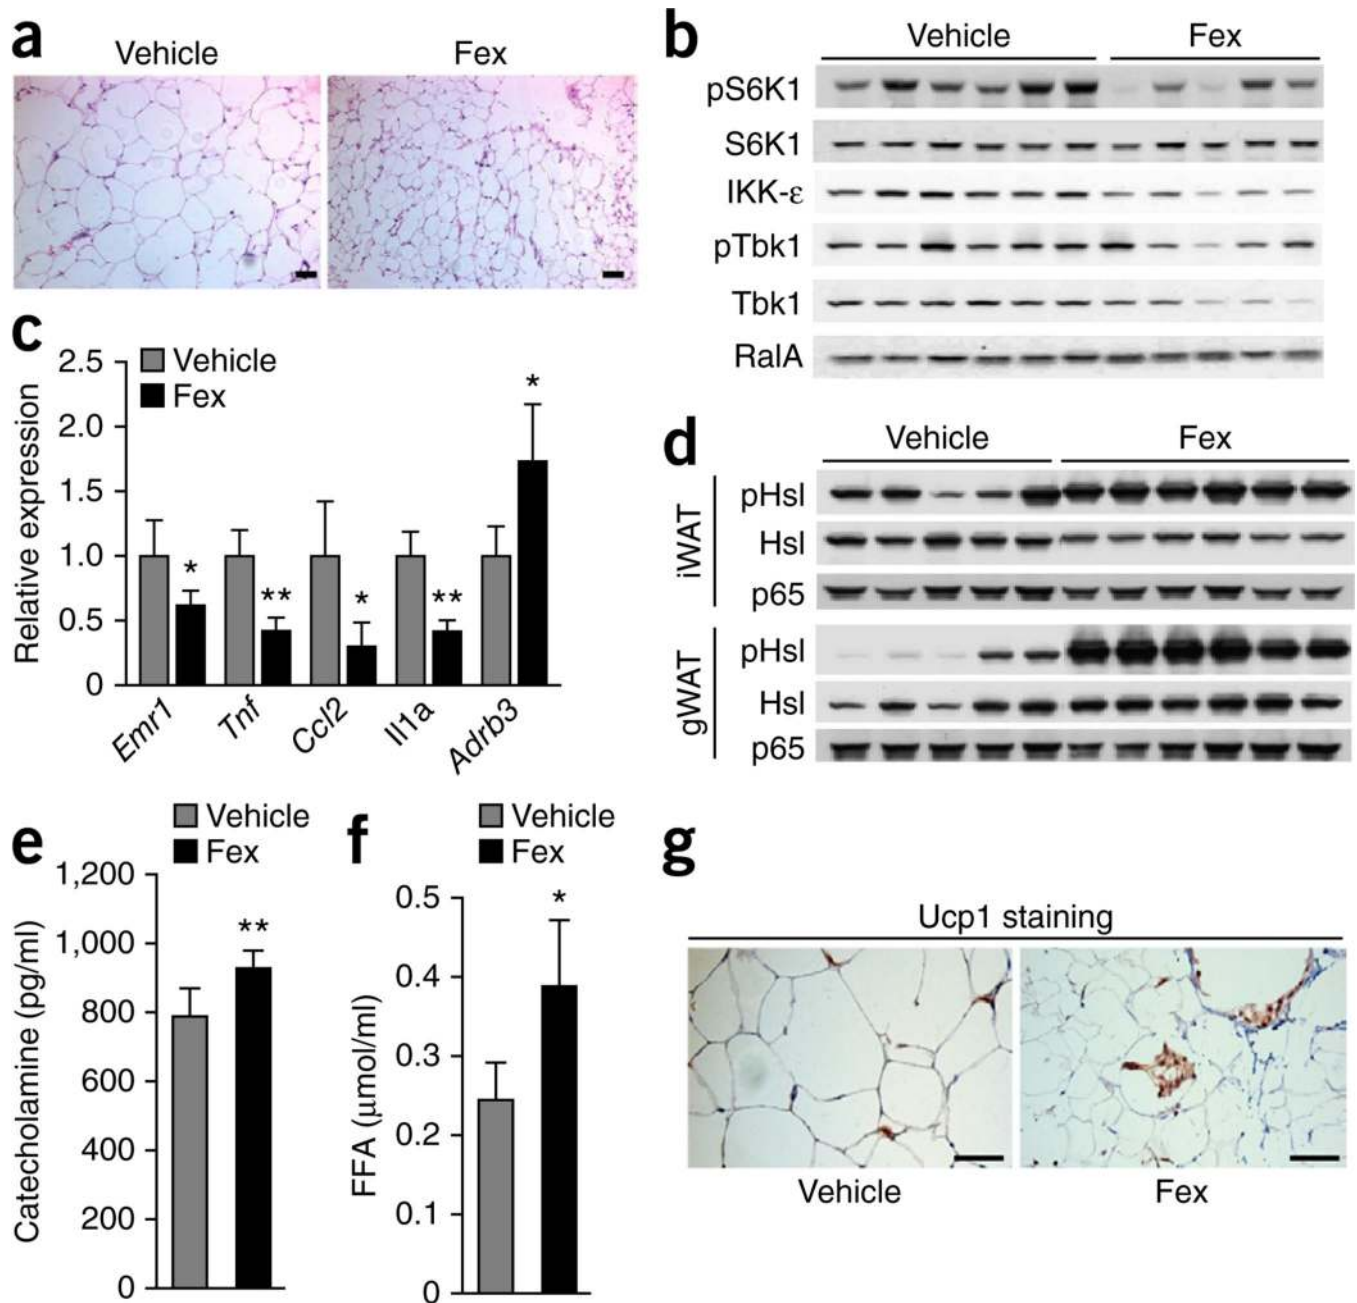 a
Vehicle
Fex
b
Vehicle
Fex
pS6K1
S6K1
IKK-ε
pTbk1
Tbk1
RalA
c
Vehicle
Fex
Relative expression
2.5
2.0
1.5
1.0
0.5
0
*
**
*
**
*
Emr1
Tnf
Ccl2
Il1a
Adrb3
d
Vehicle
Fex
iWAT
pHsl
Hsl
p65
gWAT
pHsl
Hsl
p65
e
Vehicle
Fex
Catecholamine (pg/ml)
1,200
1,000
800
600
400
200
0
**
f
Vehicle
Fex
FFA (μmol/ml)
0.5
0.4
0.3
0.2
0.1
0
*
g
Ucp1 staining
Vehicle
Fex